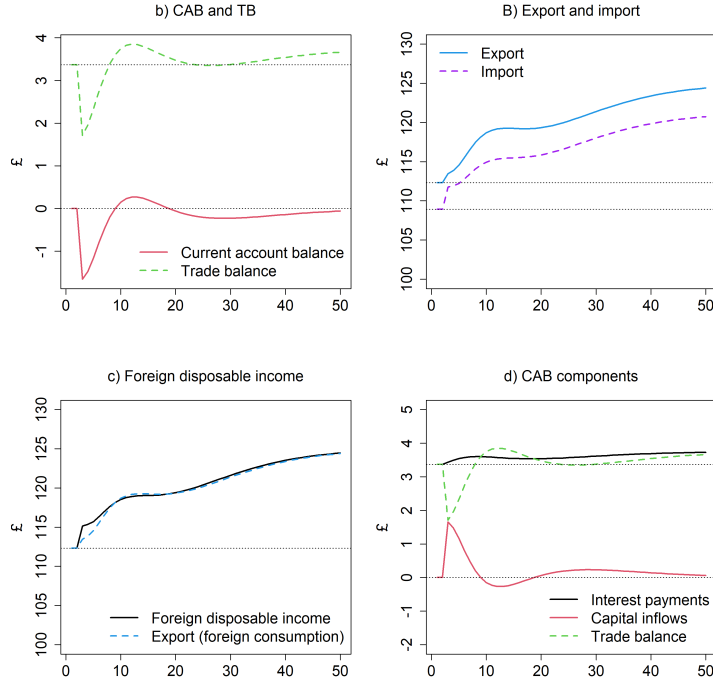 b) CAB and TB
£
4
3
2
1
0
-1
Current account balance
Trade balance
0 10 20 30 40 50
B) Export and import
£
130
125
120
115
110
105
100
Export
Import
0 10 20 30 40 50
c) Foreign disposable income
£
130
125
120
115
110
105
100
Foreign disposable income
Export (foreign consumption)
0 10 20 30 40 50
d) CAB components
£
5
4
3
2
1
0
-1
-2
Interest payments
Capital inflows
Trade balance
0 10 20 30 40 50